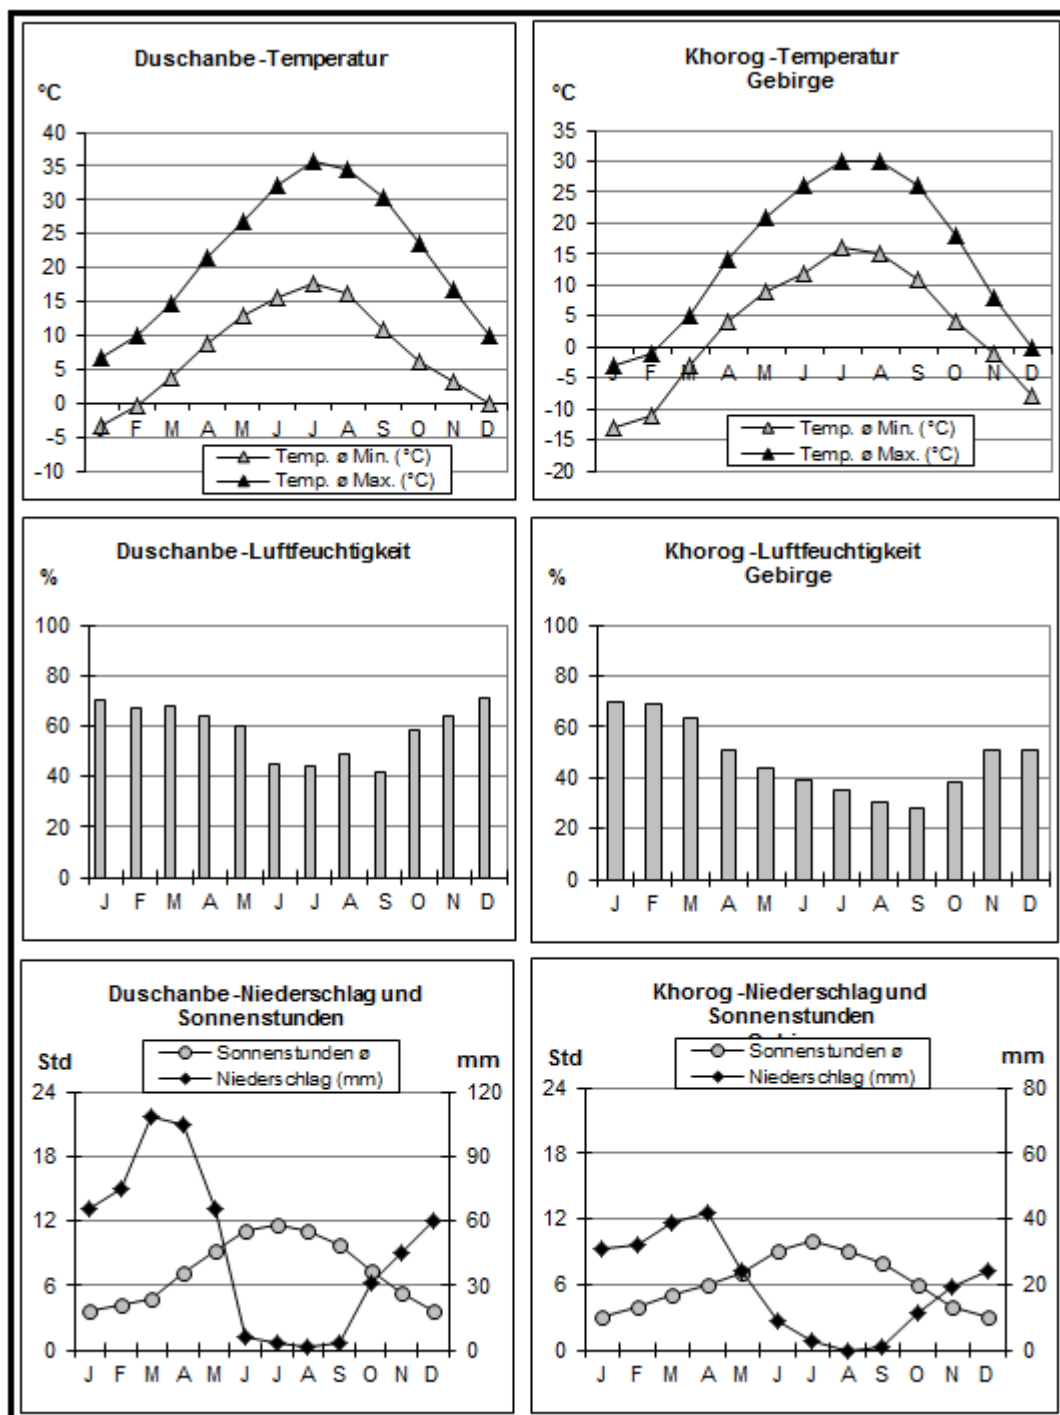 Duschanbe -Temperatur
°C
40
35
30
25
20
15
10
5
0
-5
-10
J F M A M J J A S O N D
Temp. ø Min. (°C)
Temp. ø Max. (°C)
Khorog -Temperatur
Gebirge
°C
35
30
25
20
15
10
5
0
-5
-10
-15
-20
J F M A M J J A S O N D
Temp. ø Min. (°C)
Temp. ø Max. (°C)
Duschanbe -Luftfeuchtigkeit
%
100
80
60
40
20
0
J F M A M J J A S O N D
Khorog -Luftfeuchtigkeit
Gebirge
%
100
80
60
40
20
0
J F M A M J J A S O N D
Duschanbe -Niederschlag und
Sonnenstunden
Sonnenstunden ø
Niederschlag (mm)
Std mm
24 120
18 90
12 60
6 30
0 0
J F M A M J J A S O N D
Khorog -Niederschlag und
Sonnenstunden
Sonnenstunden ø
Niederschlag (mm)
Std mm
24 80
18 60
12 40
6 20
0 0
J F M A M J J A S O N D